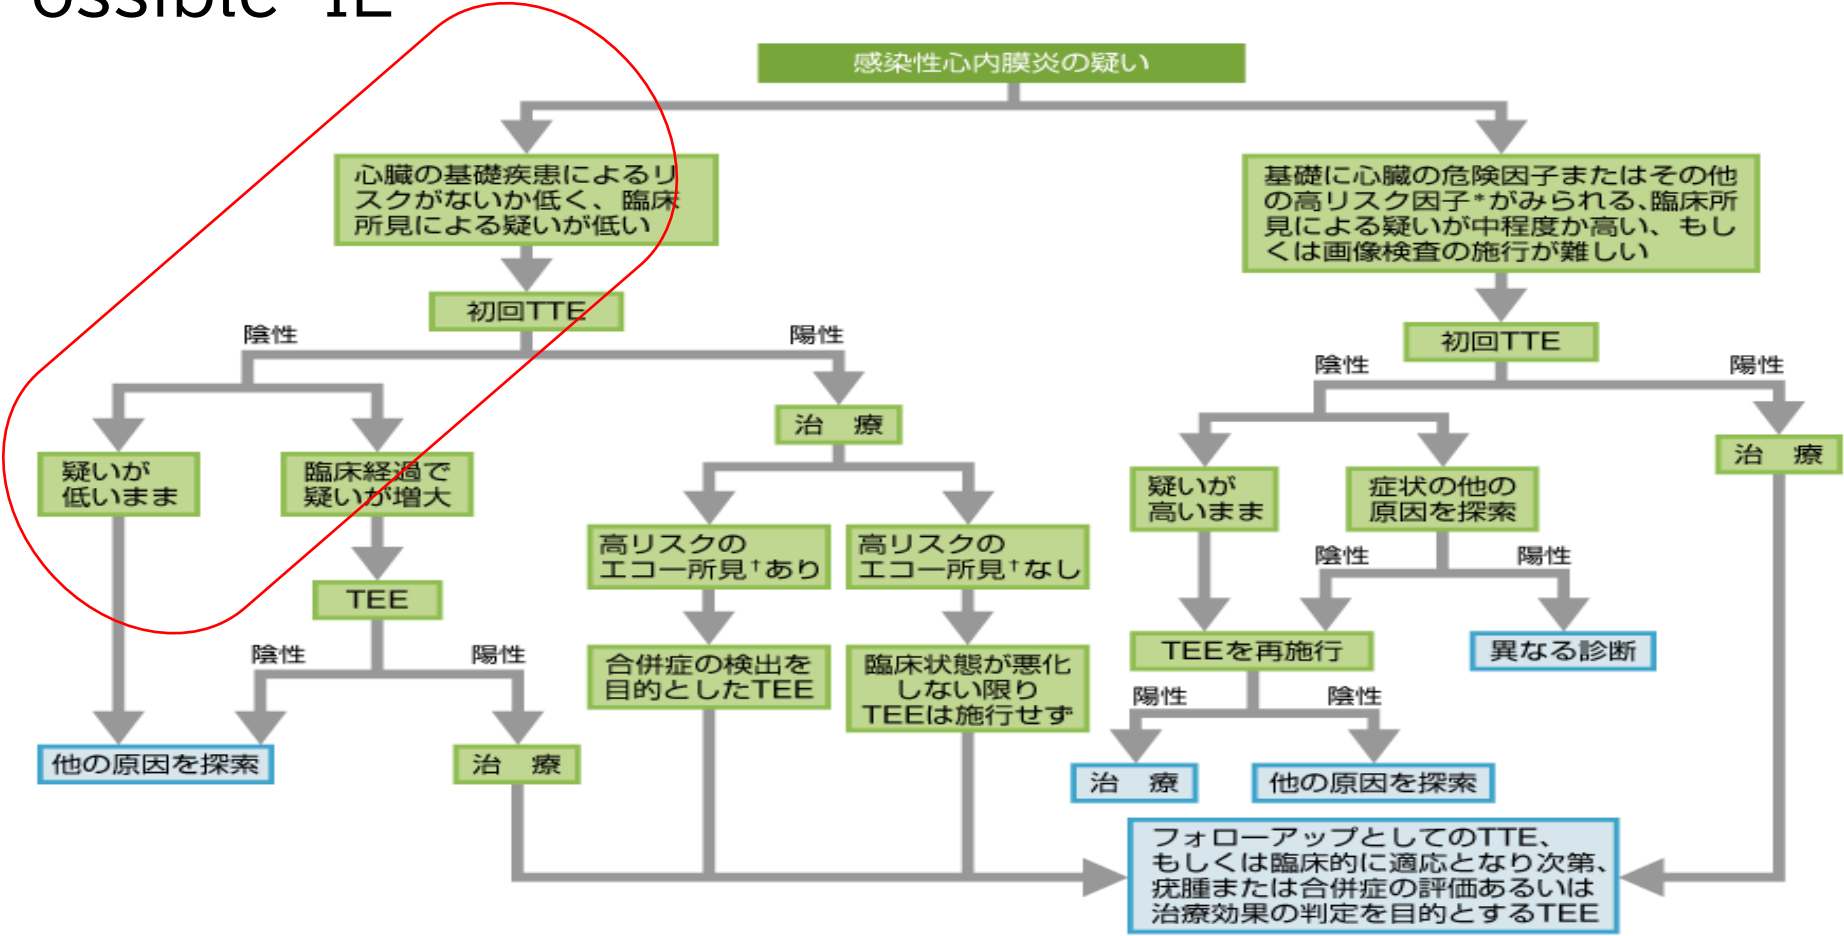 ossible IE
感染性心内膜炎の疑い
心臓の基礎疾患によるリ
スクがないか低く、臨床
所見による疑いが低い
基礎に心臓の危険因子またはその他
の高リスク因子*がみられる、臨床所
見による疑いが中程度か高い、もし
くは画像検査の施行が難しい
初回TTE
陰性
陽性
初回TTE
陰性
陽性
治 療
治 療
疑いが
低いまま
臨床経過で
疑いが増大
疑いが
高いまま
症状の他の
原因を探索
高リスクの
エコー所見†あり
高リスクの
エコー所見†なし
陰性
陽性
TEE
陰性
陽性
合併症の検出を
目的としたTEE
臨床状態が悪化
しない限り
TEEは施行せず
TEEを再施行
異なる診断
陽性
陰性
他の原因を探索
治 療
治 療
他の原因を探索
フォローアップとしてのTTE、
もしくは臨床的に適応となり次第、
疣腫または合併症の評価あるいは
治療効果の判定を目的とするTEE